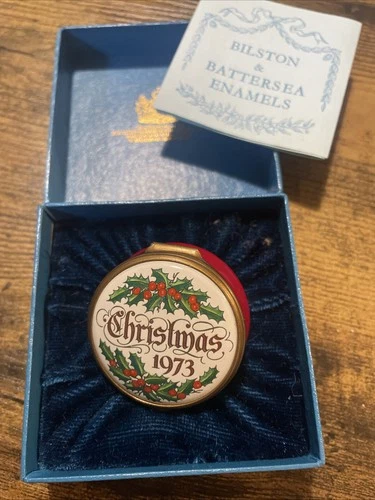 BILSTON
&
BATTERSEA
ENAMELS
Christmas
1973